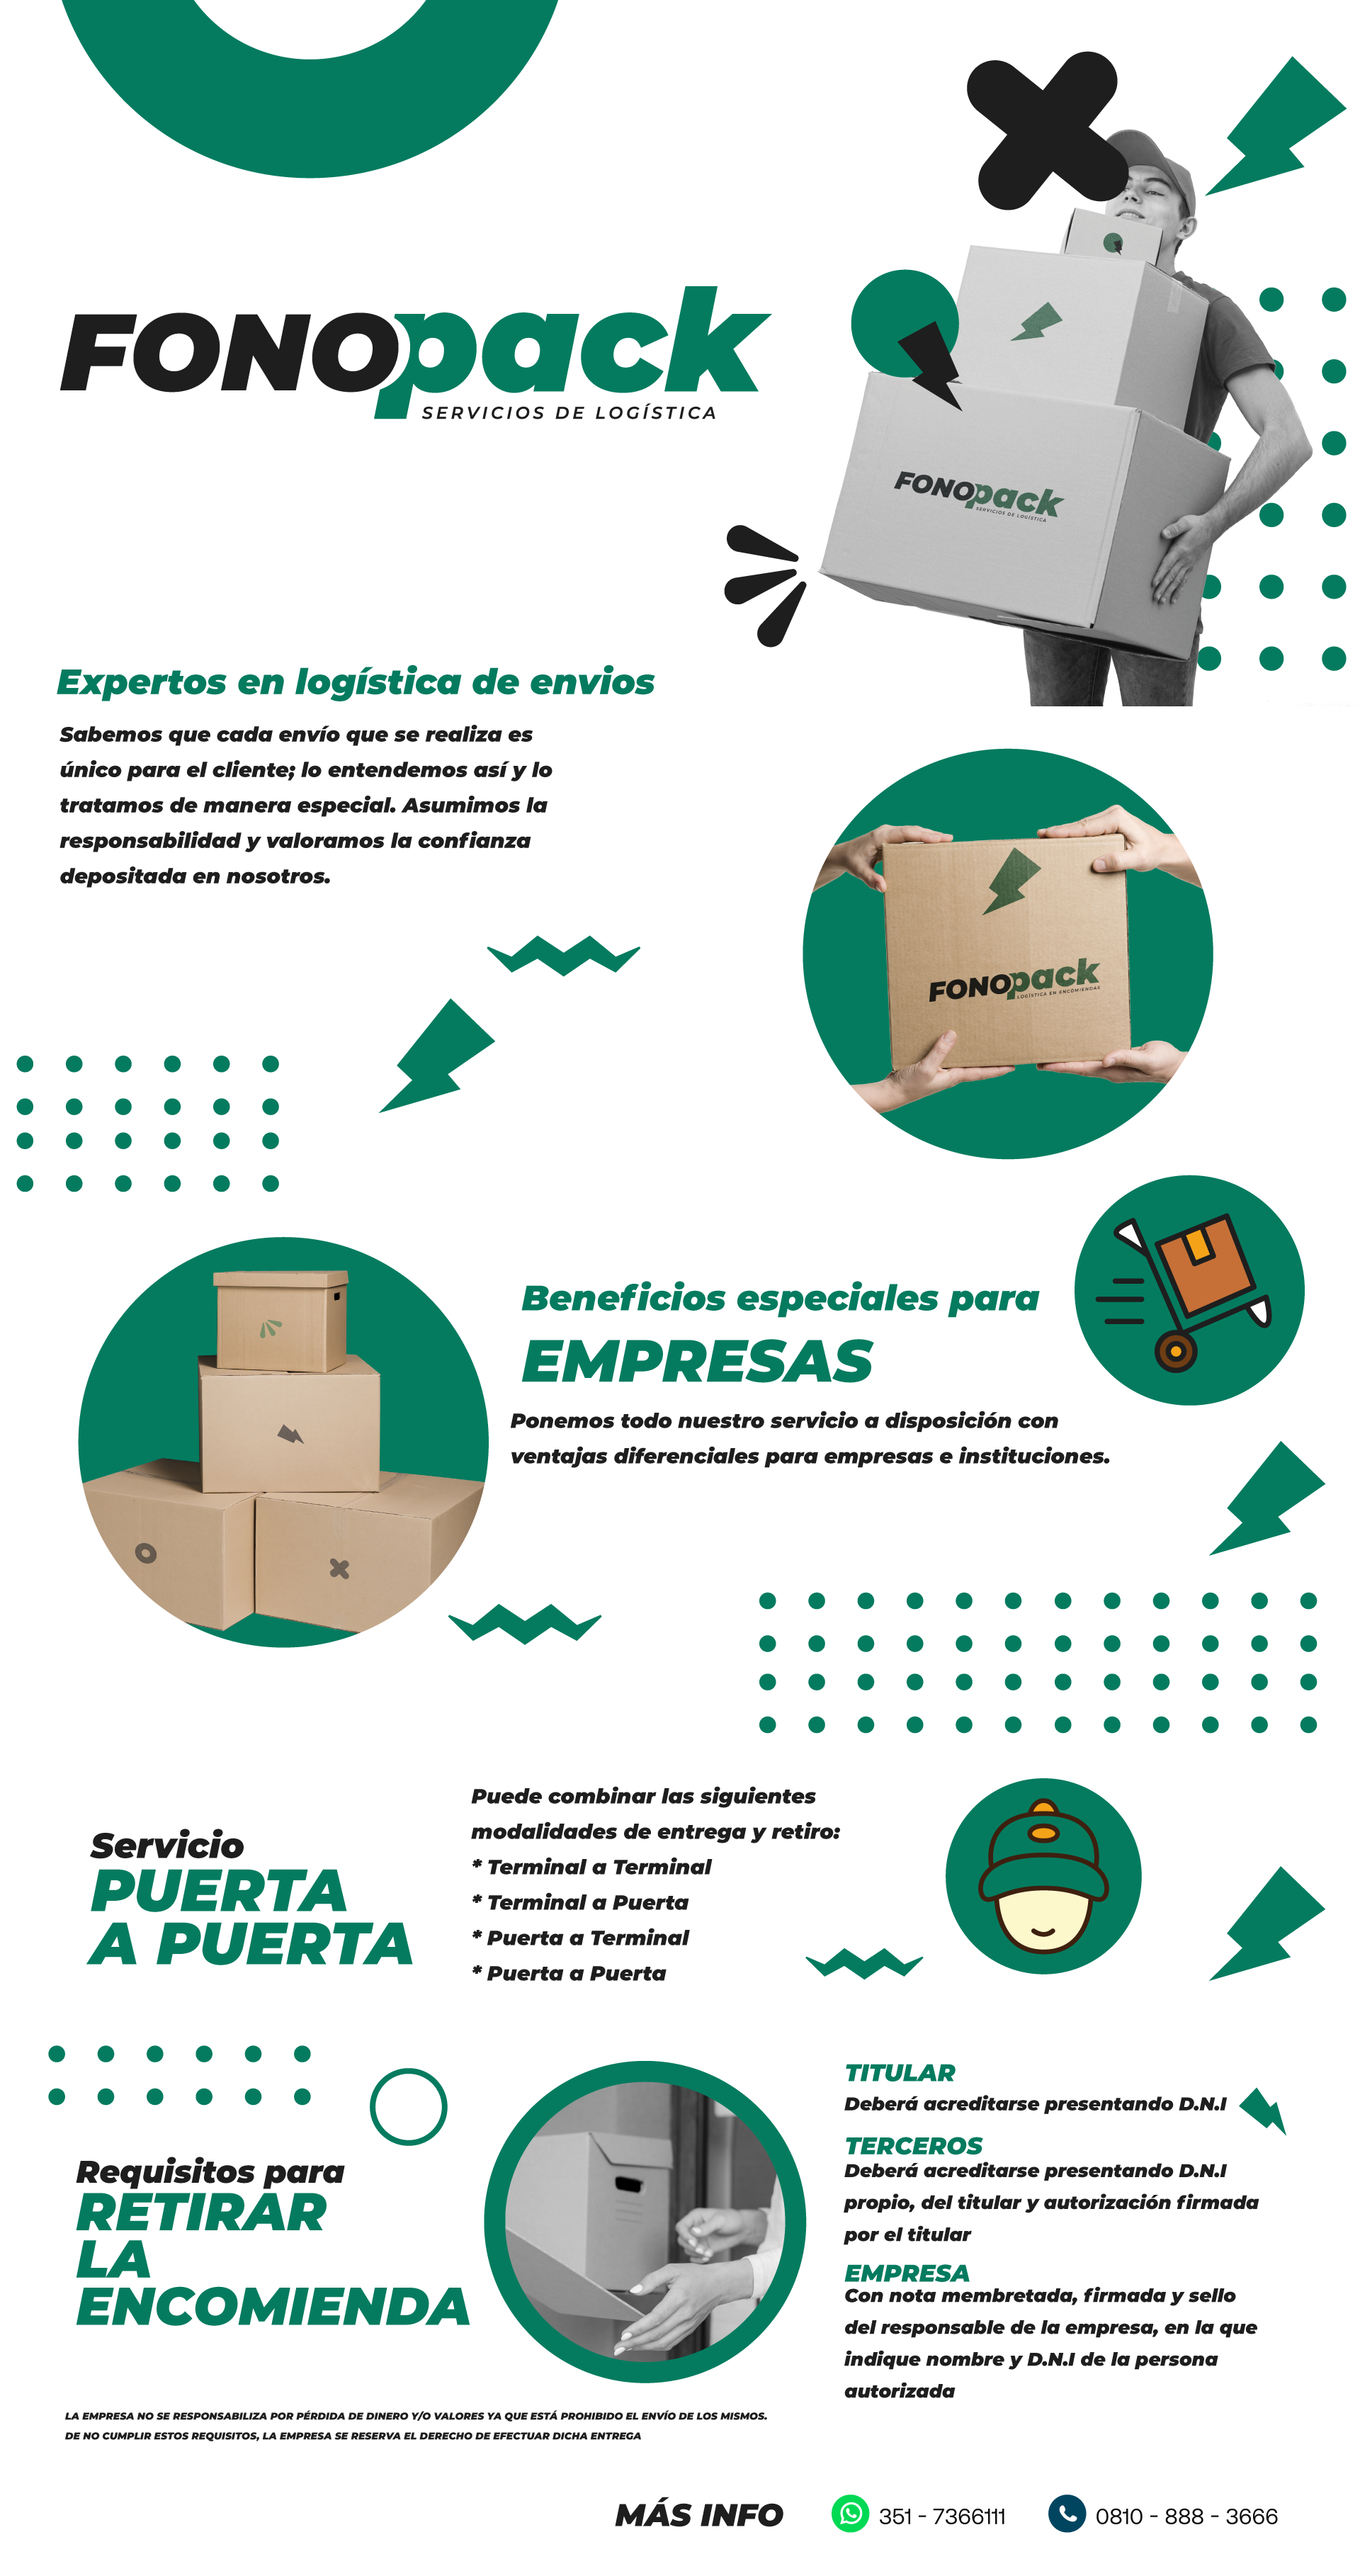 FONOpack
SERVICIOS DE LOGÍSTICA
FONOpack
SERVICIOS DE LOGÍSTICA
Expertos en logística de envios
Sabemos que cada envío que se realiza es
único para el cliente; lo entendemos así y lo
tratamos de manera especial. Asumimos la
responsabilidad y valoramos la confianza
depositada en nosotros.
FONOpack
LOGÍSTICA EN ENCOMIENDAS
Beneficios especiales para
EMPRESAS
Ponemos todo nuestro servicio a disposición con
ventajas diferenciales para empresas e instituciones.
Servicio
PUERTA
A PUERTA
Puede combinar las siguientes
modalidades de entrega y retiro:
* Terminal a Terminal
* Terminal a Puerta
* Puerta a Terminal
* Puerta a Puerta
Requisitos para
RETIRAR
LA
ENCOMIENDA
TITULAR
Deberá acreditarse presentando D.N.I
TERCEROS
Deberá acreditarse presentando D.N.I
propio, del titular y autorización firmada
por el titular
EMPRESA
Con nota membretada, firmada y sello
del responsable de la empresa, en la que
indique nombre y D.N.I de la persona
autorizada
LA EMPRESA NO SE RESPONSABILIZA POR PÉRDIDA DE DINERO Y/O VALORES YA QUE ESTÁ PROHIBIDO EL ENVÍO DE LOS MISMOS.
DE NO CUMPLIR ESTOS REQUISITOS, LA EMPRESA SE RESERVA EL DERECHO DE EFECTUAR DICHA ENTREGA
MÁS INFO
351 - 7366111
0810 - 888 - 3666